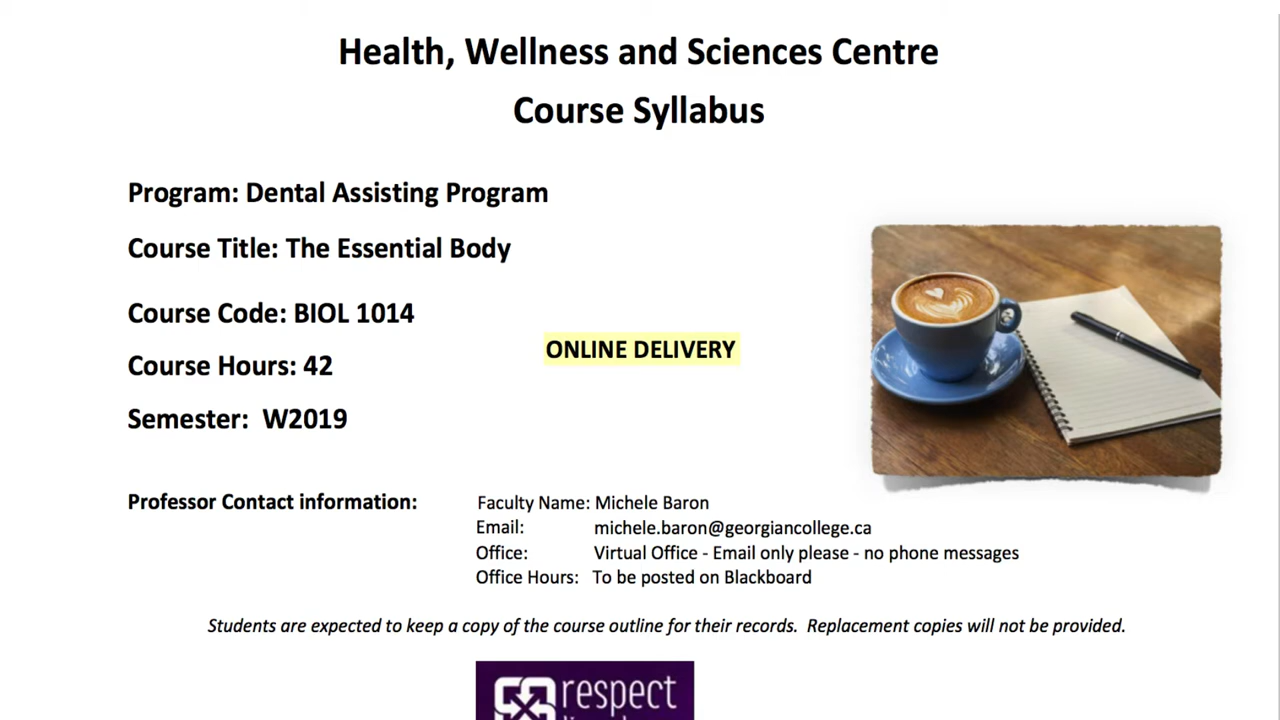 Health, Wellness and Sciences Centre
Course Syllabus
Program: Dental Assisting Program
Course Title: The Essential Body
Course Code: BIOL 1014
ONLINE DELIVERY
Course Hours: 42
Semester: W2019
Professor Contact information:
Faculty Name: Michele Baron
Email: michele.baron@georgiancollege.ca
Office: Virtual Office - Email only please - no phone messages
Office Hours: To be posted on Blackboard
Students are expected to keep a copy of the course outline for their records. Replacement copies will not be provided.
respect